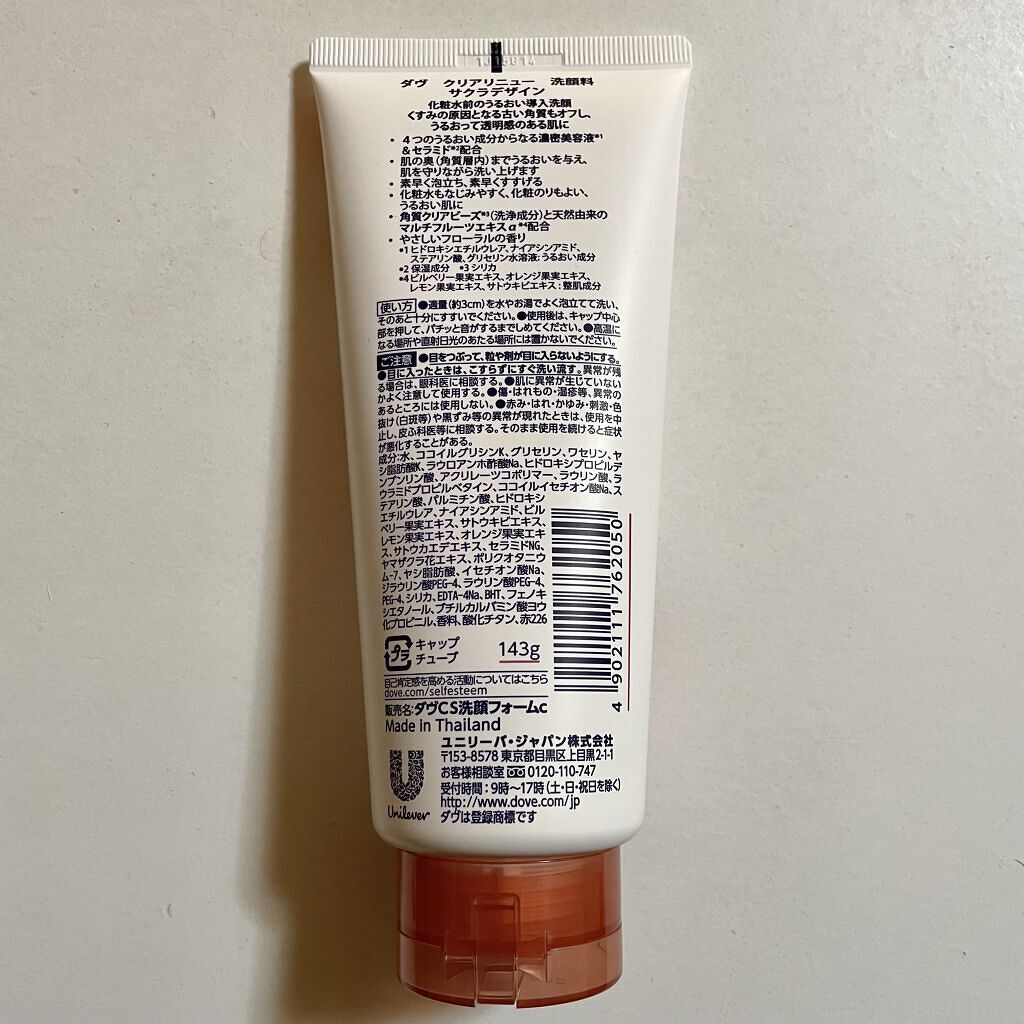 ダヴ クリアリニュー 洗顔料
サクラデザイン
化粧水前のうるおい導入洗顔
くすみの原因となる古い角質もオフし、
うるおって透明感のある肌に
• 4つのうるおい成分からなる濃密美容液*1
&セラミド*2配合
• 肌の奥(角質層内)までうるおいを与え、
肌を守りながら洗い上げます
• 素早く泡立ち、素早くすすげる
• 化粧水もなじみやすく、化粧のりもよい、
うるおい肌に
• 角質クリアビーズ*3(洗浄成分)と天然由来の
マルチフルーツエキスα*4配合
• やさしいフローラルの香り
*1 ヒドロキシエチルウレア、ナイアシンアミド、
ステアリン酸、グリセリン水溶液:うるおい成分
*2 保湿成分 *3 シリカ
*4 ビルベリー果実エキス、オレンジ果実エキス、
レモン果実エキス、サトウキビエキス:整肌成分
使い方 ●適量(約3cm)を水やお湯でよく泡立てて洗い、
そのあと十分にすすいでください。●使用後は、キャップ中心
部を押して、パチッと音がするまでしめてください。●高温に
なる場所や直射日光のあたる場所には置かないでください。
ご注意 ●目をつぶって、粒や剤が目に入らないようにする。
●目に入ったときは、こすらずにすぐ洗い流す。異常が残
る場合は、眼科医に相談する。●肌に異常が生じていない
かよく注意して使用する。●傷・はれもの・湿疹等、異常の
あるところには使用しない。●赤み・はれ・かゆみ・刺激・色
抜け(白斑等)や黒ずみ等の異常が現れたときは、使用を中
止し、皮ふ科医等に相談する。そのまま使用を続けると症状
が悪化することがある。
成分:水、ココイルグリシンK、グリセリン、ワセリン、ヤ
シ脂肪酸K、ラウロアンホ酢酸Na、ヒドロキシプロピルデ
ンプンリン酸、アクリレーツコポリマー、ラウリン酸、ラ
ウラミドプロピルベタイン、ココイルイセチオン酸Na、ス
テアリン酸、パルミチン酸、ヒドロキシ
エチルウレア、ナイアシンアミド、ビル
ベリー果実エキス、サトウキビエキス、
レモン果実エキス、オレンジ果実エキ
ス、サトウカエデエキス、セラミドNG、
ヤマザクラ花エキス、ポリクオタニウ
ム-7、ヤシ脂肪酸、イセチオン酸Na、
ジラウリン酸PEG-4、ラウリン酸PEG-4、
PEG-4、シリカ、EDTA-4Na、BHT、フェノキ
シエタノール、ブチルカルバミン酸ヨウ
化プロピニル、香料、酸化チタン、赤226
プラ キャップ
チューブ
143g
4 902111 762050
自己肯定感を高める活動についてはこちら
dove.com/selfesteem
販売名:ダヴCS洗顔フォームc
Made in Thailand
ユニリーバ・ジャパン株式会社
〒153-8578 東京都目黒区上目黒2-1-1
お客様相談室 0120-110-747
受付時間:9時〜17時(土・日・祝日を除く)
http://www.dove.com/jp
ダヴは登録商標です
Unilever